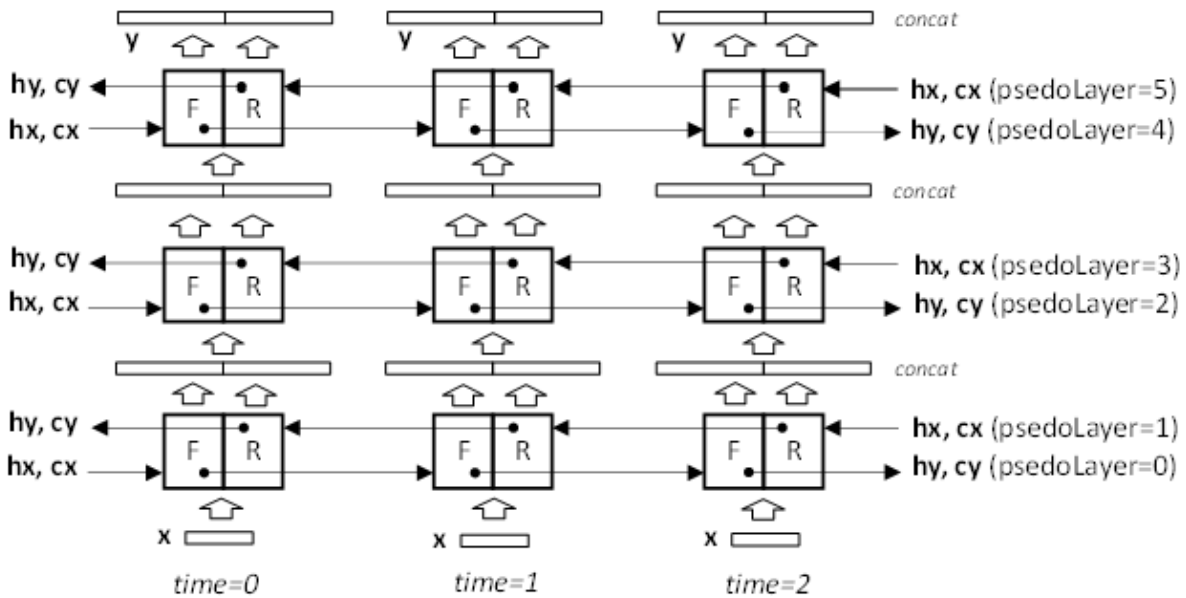 concat
y y y
hy, cy F R F R F R hx, cx (psedoLayer=5)
hx, cx hy, cy (psedoLayer=4)
concat
hy, cy F R F R F R hx, cx (psedoLayer=3)
hx, cx hy, cy (psedoLayer=2)
concat
hy, cy F R F R F R hx, cx (psedoLayer=1)
hx, cx hy, cy (psedoLayer=0)
x x x
time=0 time=1 time=2